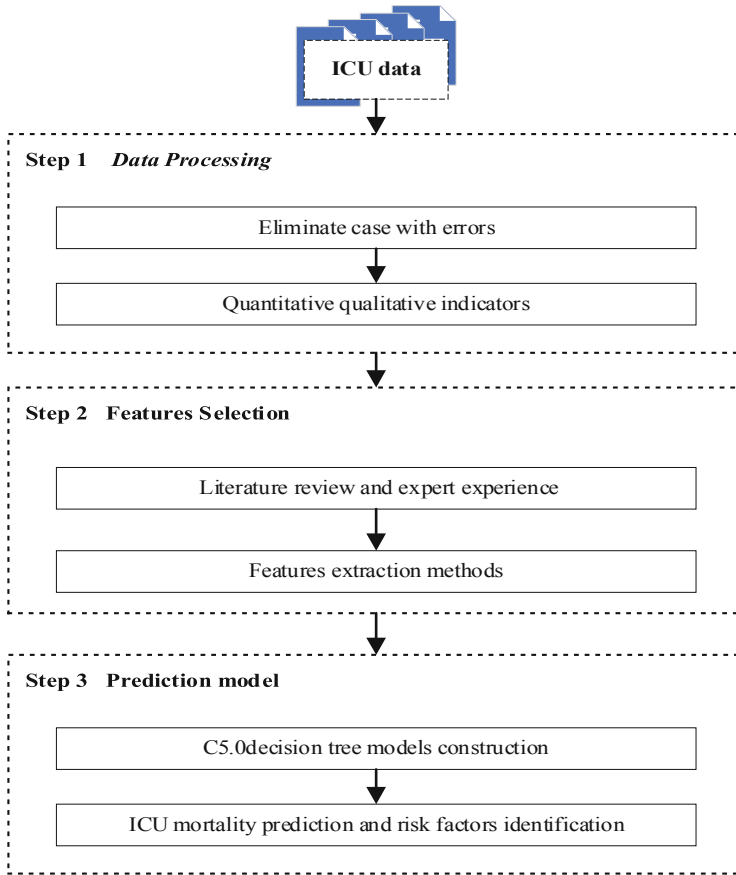 ICU data
Step 1 Data Processing
Eliminate case with errors
Quantitative qualitative indicators
Step 2 Features Selection
Literature review and expert experience
Features extraction methods
Step 3 Prediction model
C5.0decision tree models construction
ICU mortality prediction and risk factors identification